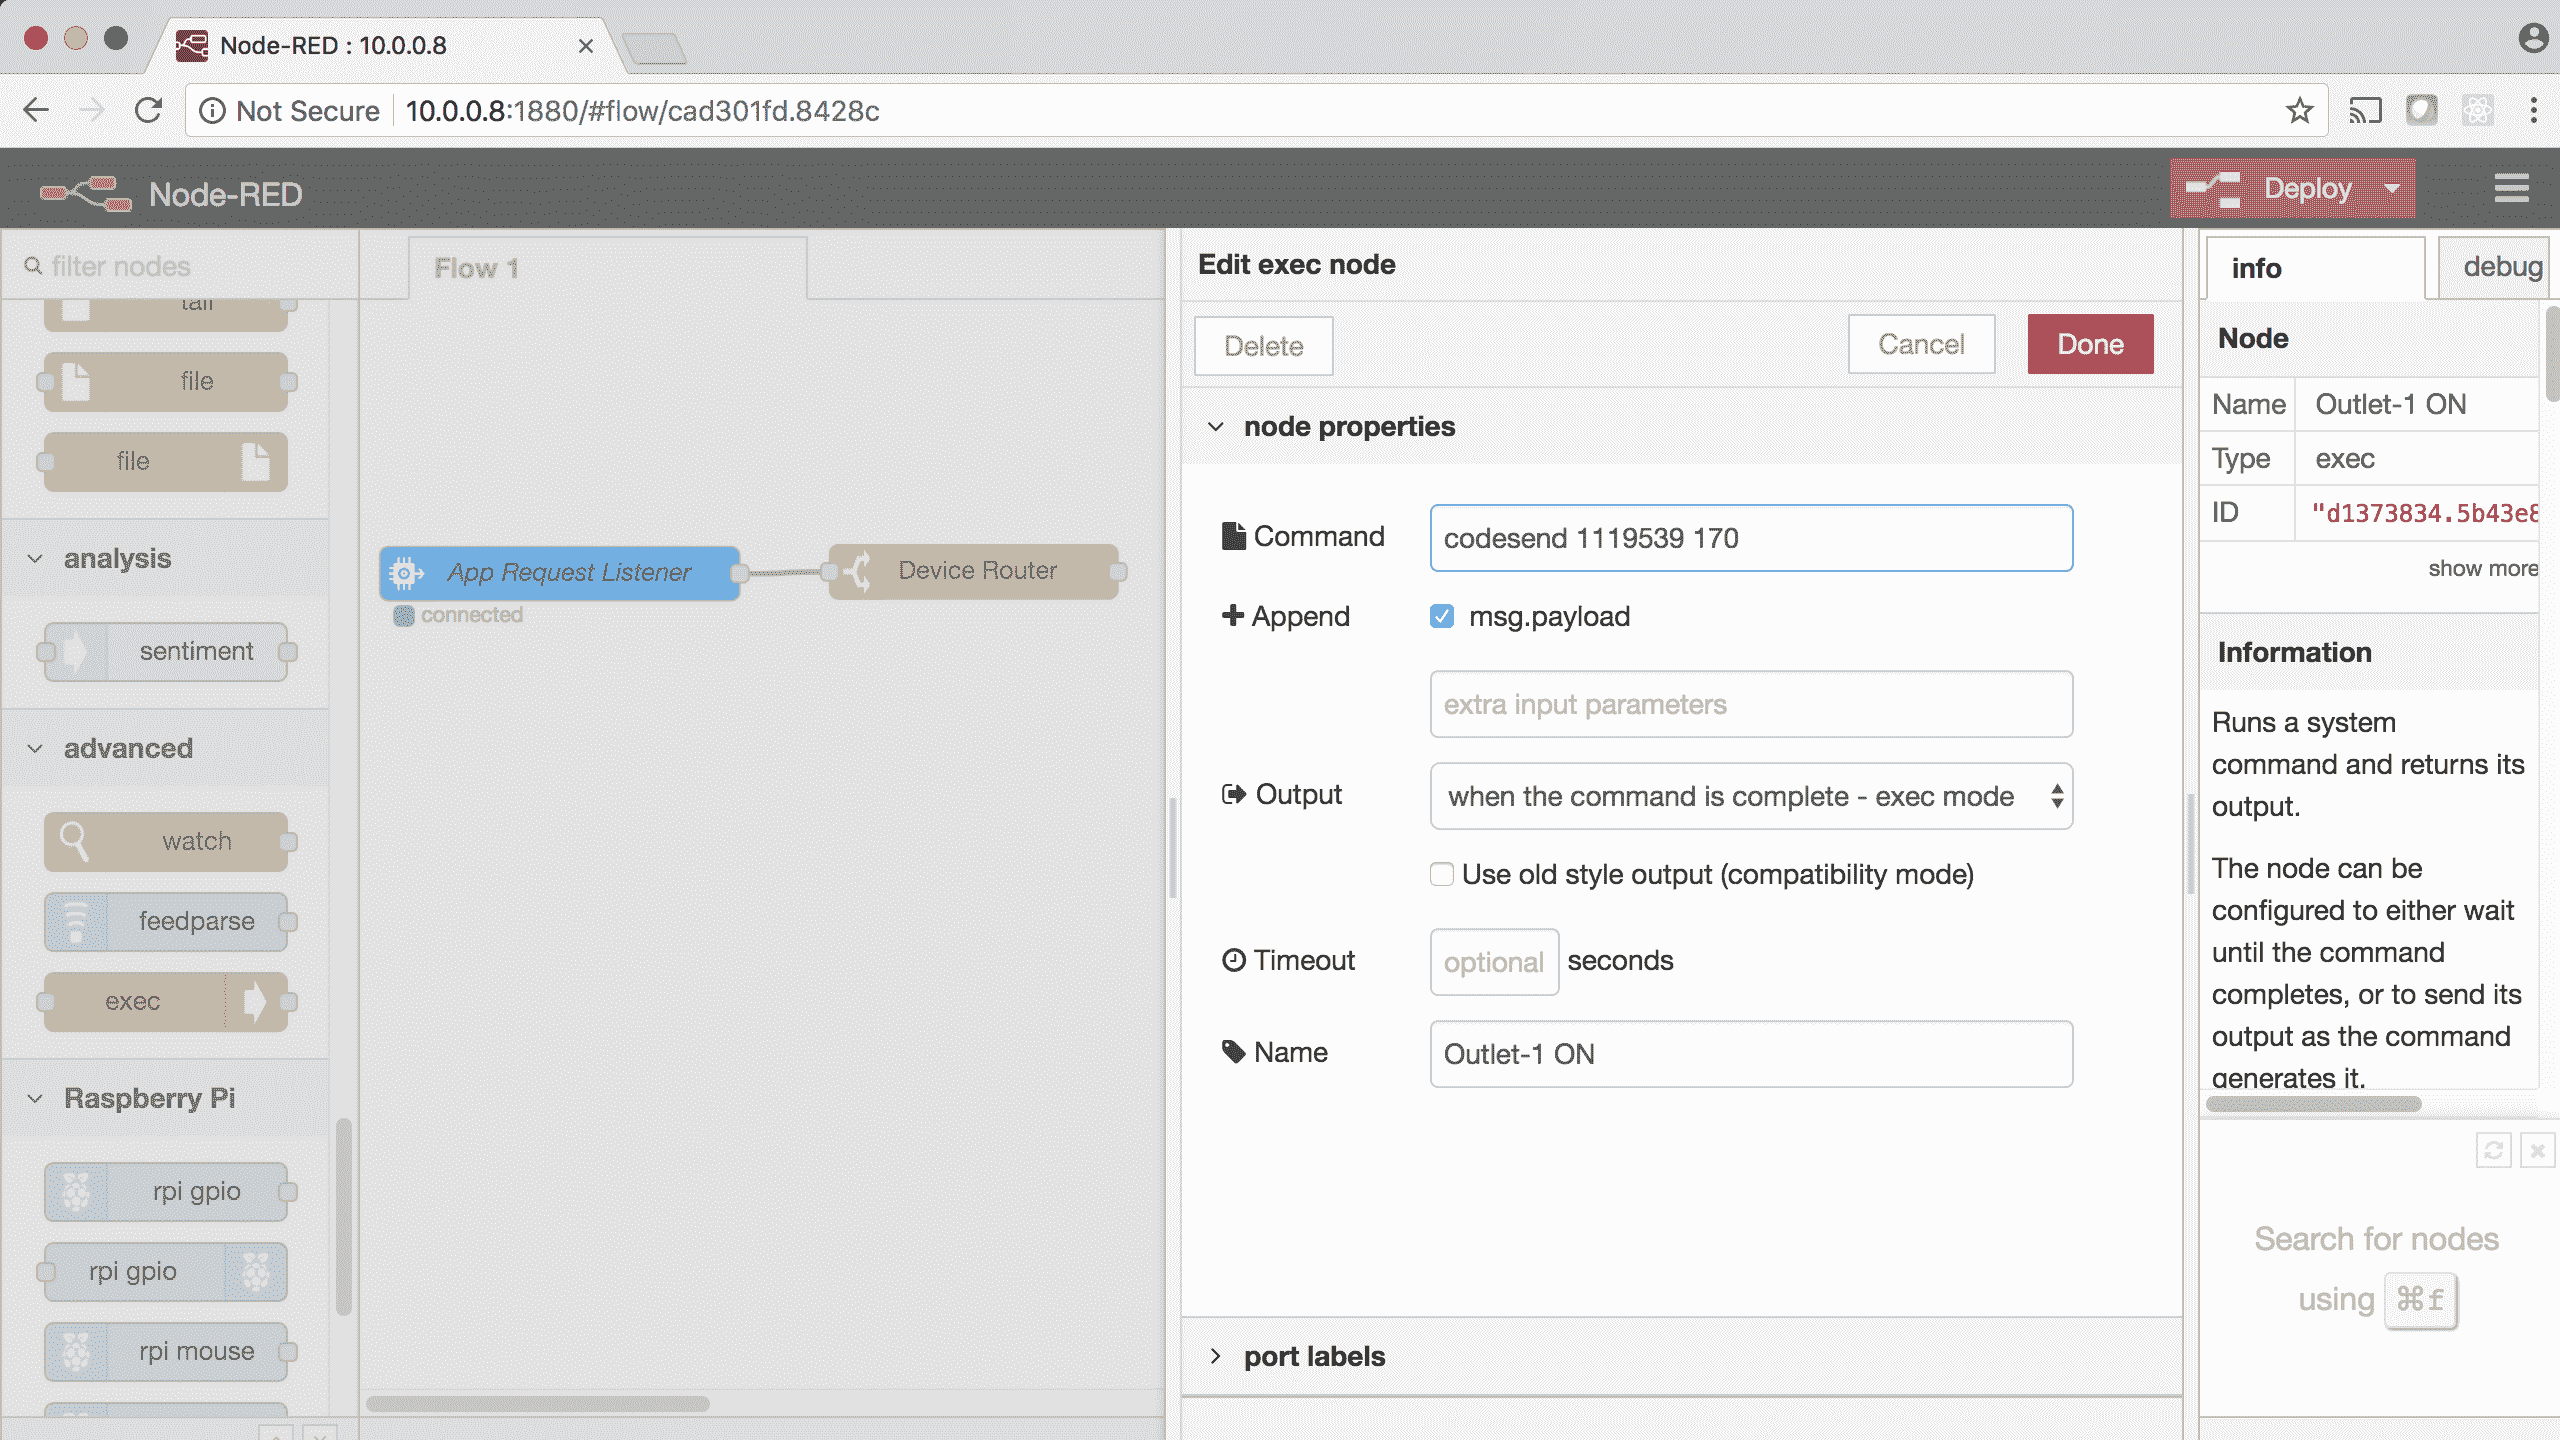 Node-RED : 10.0.0.8
Not Secure 10.0.0.8:1880/#flow/cad301fd.8428c
Node-RED
Deploy
filter nodes
tail
file
file
analysis
sentiment
advanced
watch
feedparse
exec
Raspberry Pi
rpi gpio
rpi gpio
rpi mouse
Flow 1
App Request Listener
connected
Device Router
Edit exec node
Delete
Cancel
Done
node properties
Command
codesend 1119539 170
Append
msg.payload
extra input parameters
Output
when the command is complete - exec mode
Use old style output (compatibility mode)
Timeout
optional
seconds
Name
Outlet-1 ON
port labels
info
debug
Node
Name Outlet-1 ON
Type exec
ID "d1373834.5b43e8
show more
Information
Runs a system
command and returns its
output.
The node can be
configured to either wait
until the command
completes, or to send its
output as the command
generates it.
Search for nodes
using ⌘f